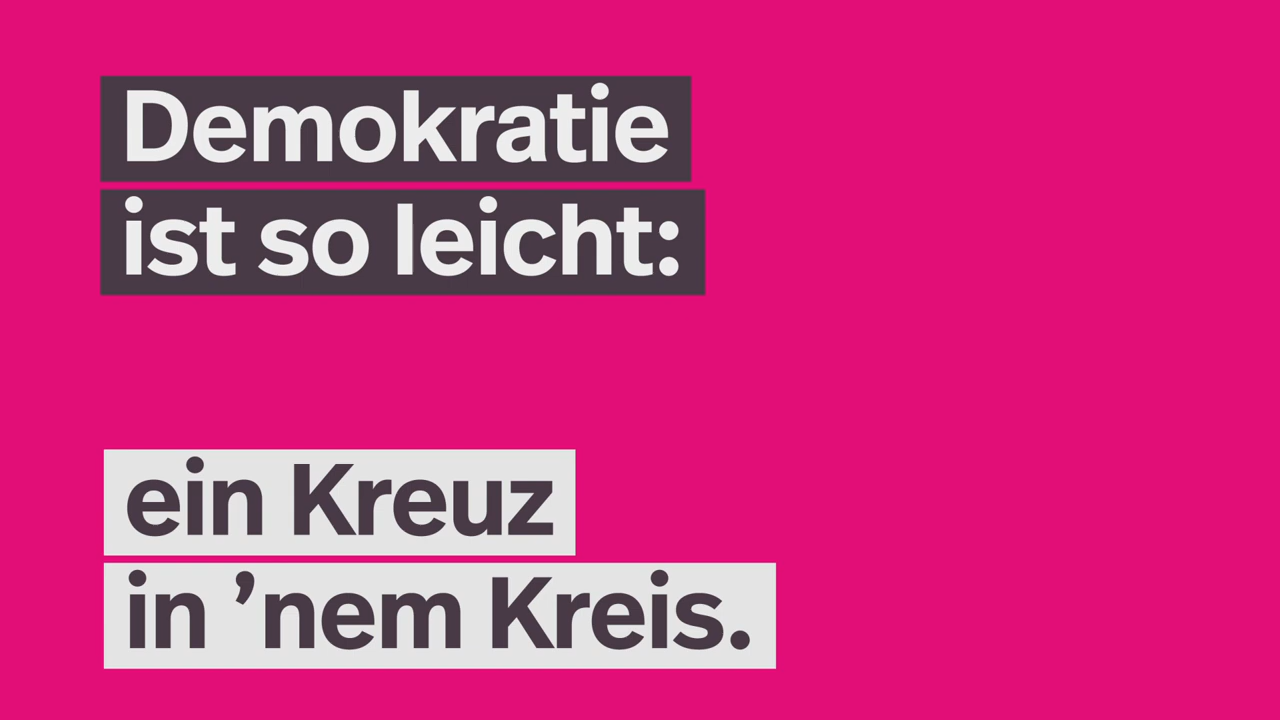 Demokratie
ist so leicht:
ein Kreuz
in ’nem Kreis.